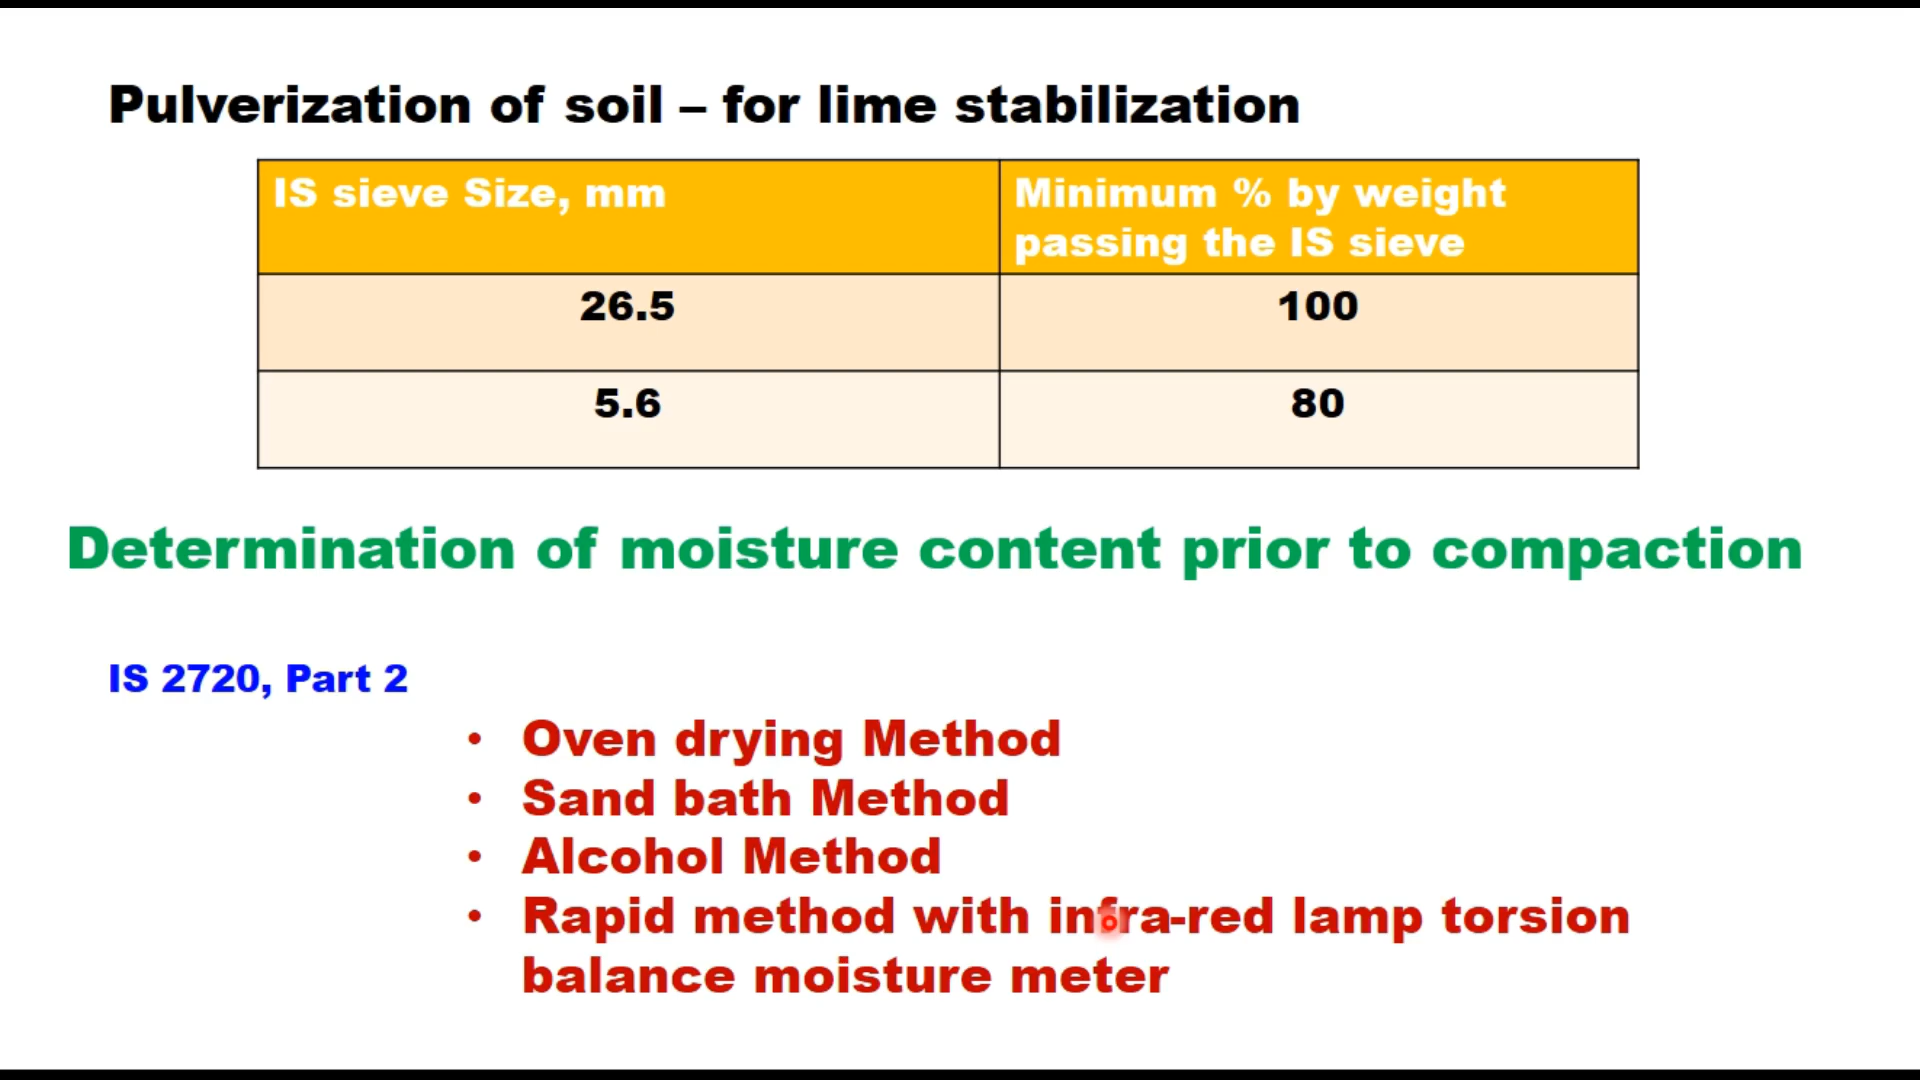 Pulverization of soil – for lime stabilization
IS sieve Size, mm
Minimum % by weight
passing the IS sieve
26.5
100
5.6
80
Determination of moisture content prior to compaction
IS 2720, Part 2
• Oven drying Method
• Sand bath Method
• Alcohol Method
• Rapid method with infra-red lamp torsion
balance moisture meter